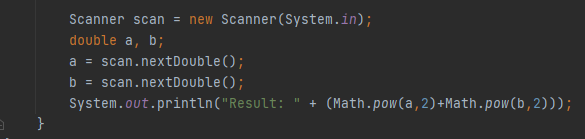 Scanner scan = new Scanner(System.in);
double a, b;
a = scan.nextDouble();
b = scan.nextDouble();
System.out.println("Result: " + (Math.pow(a,2)+Math.pow(b,2)));
}